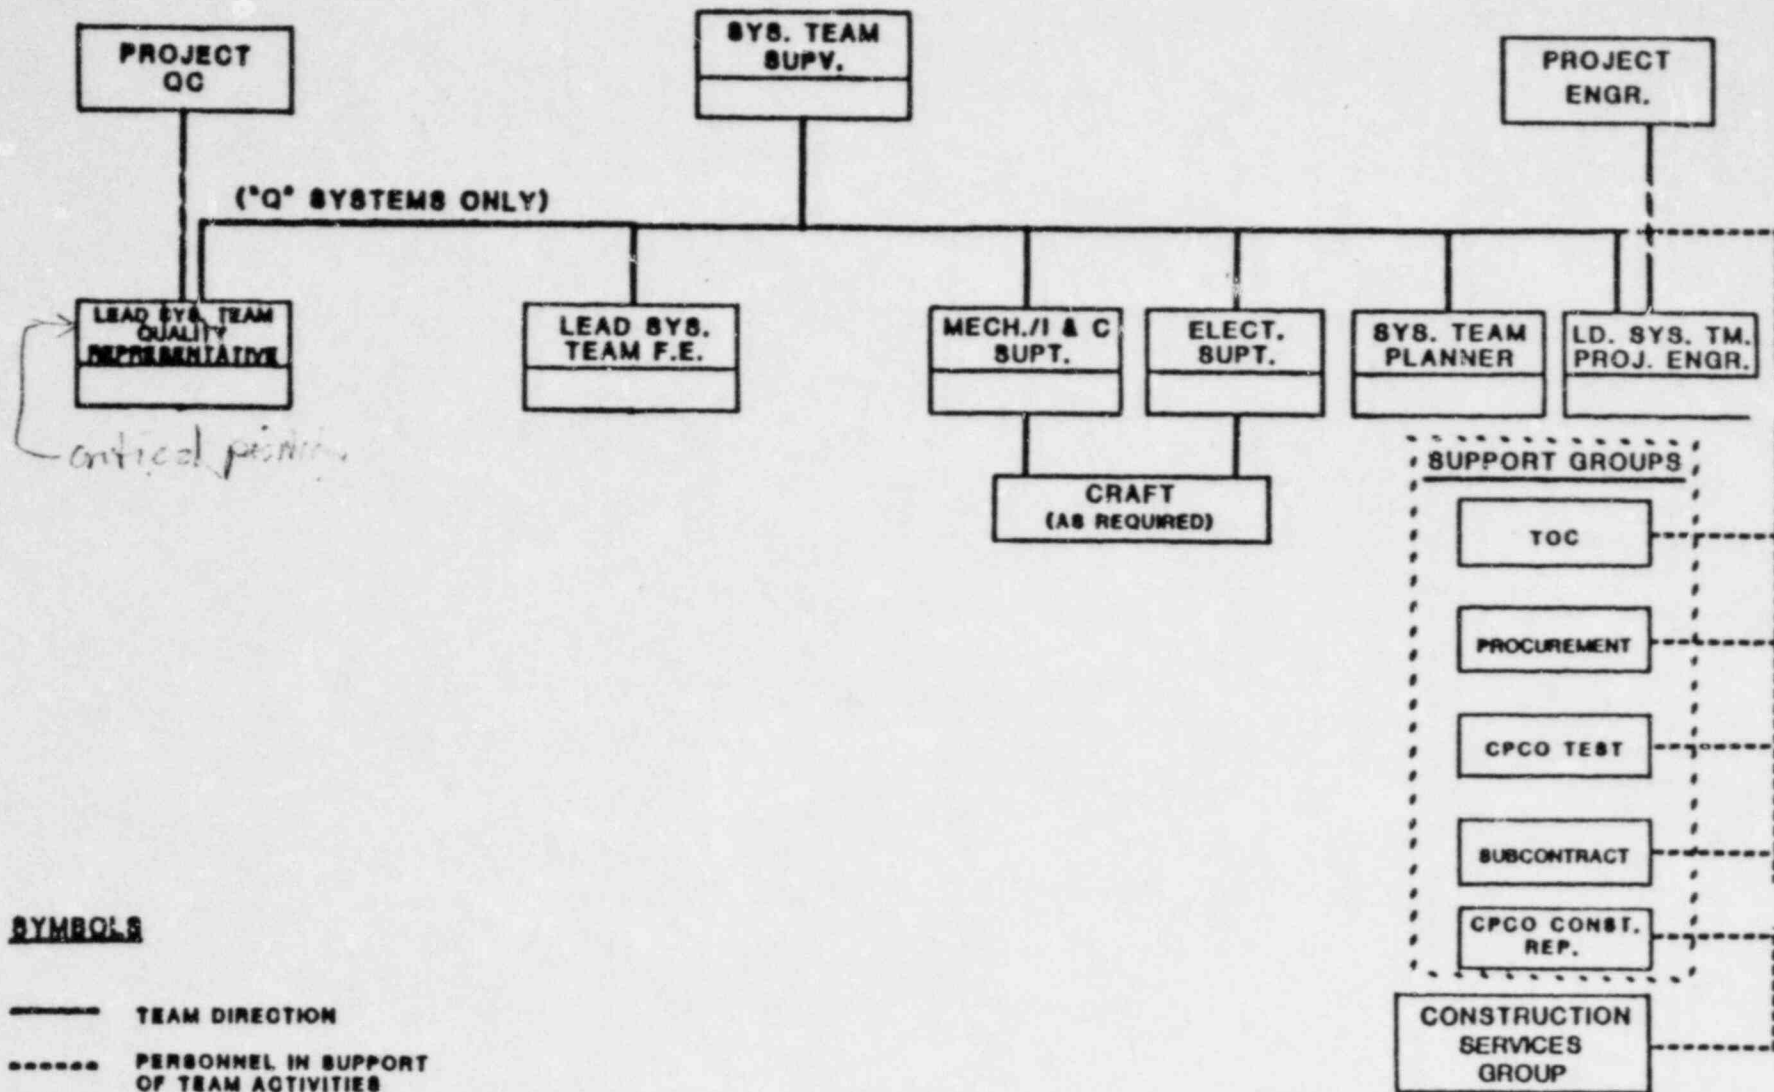 PROJECT
QC
SYS. TEAM
SUPV.
PROJECT
ENGR.
("Q" SYSTEMS ONLY)
LEAD SYS. TEAM
QUALITY
REPRESENTATIVE
LEAD SYS.
TEAM F.E.
MECH./I & C
SUPT.
ELECT.
SUPT.
SYS. TEAM
PLANNER
LD. SYS. TM.
PROJ. ENGR.
critical
CRAFT
(AS REQUIRED)
SUPPORT GROUPS
TOC
PROCUREMENT
CPCO TEST
SUBCONTRACT
CPCO CONST.
REP.
CONSTRUCTION
SERVICES
GROUP
SYMBOLS
TEAM DIRECTION
PERSONNEL IN SUPPORT
OF TEAM ACTIVITIES